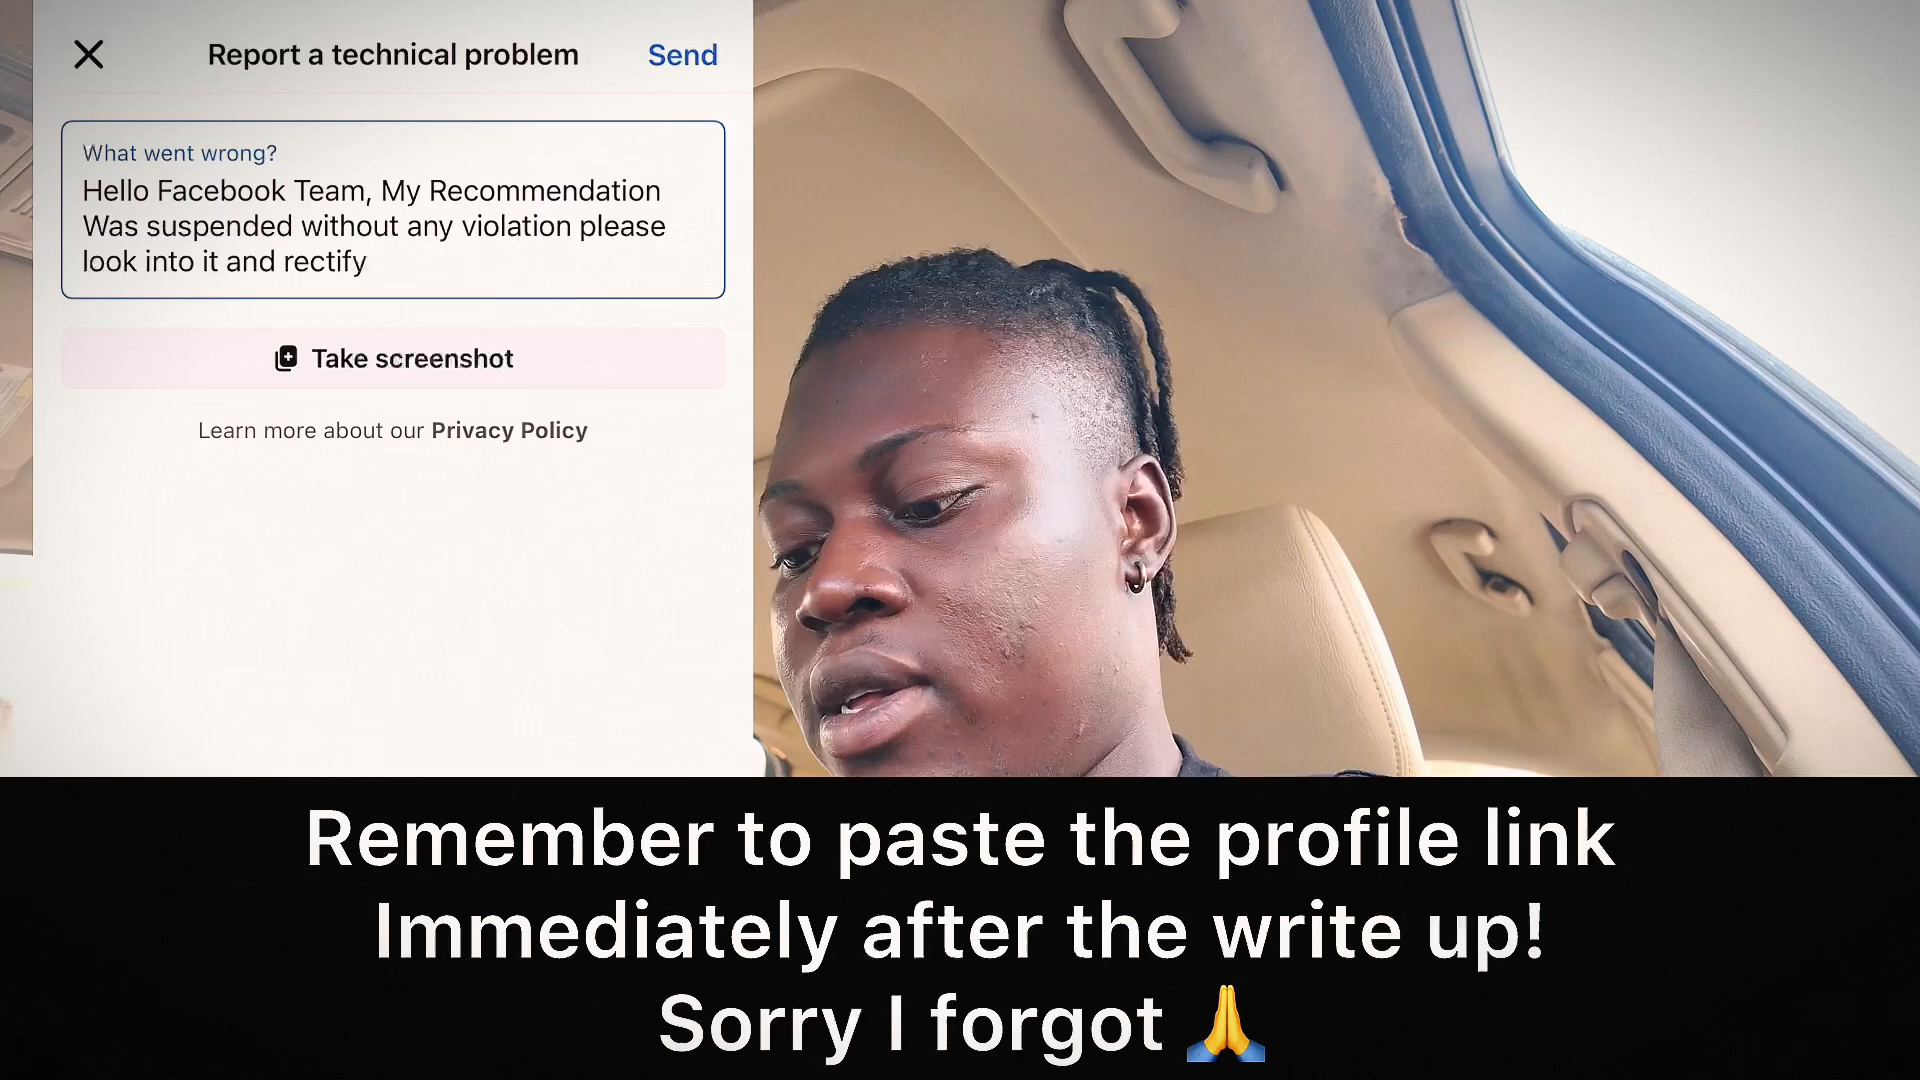 Report a technical problem
Send
What went wrong?
Hello Facebook Team, My Recommendation
Was suspended without any violation please
look into it and rectify
Take screenshot
Learn more about our Privacy Policy
Remember to paste the profile link
Immediately after the write up!
Sorry I forgot 🙏